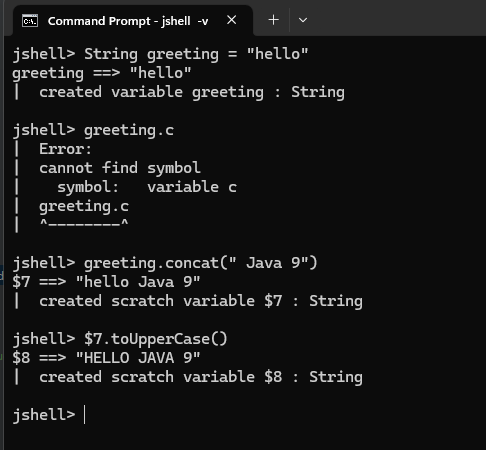 Command Prompt - jshell -v
jshell> String greeting = "hello"
greeting ==> "hello"
|  created variable greeting : String
jshell> greeting.c
|  Error:
|  cannot find symbol
|    symbol:   variable c
|  greeting.c
|  ^--------^
jshell> greeting.concat(" Java 9")
$7 ==> "hello Java 9"
|  created scratch variable $7 : String
jshell> $7.toUpperCase()
$8 ==> "HELLO JAVA 9"
|  created scratch variable $8 : String
jshell>